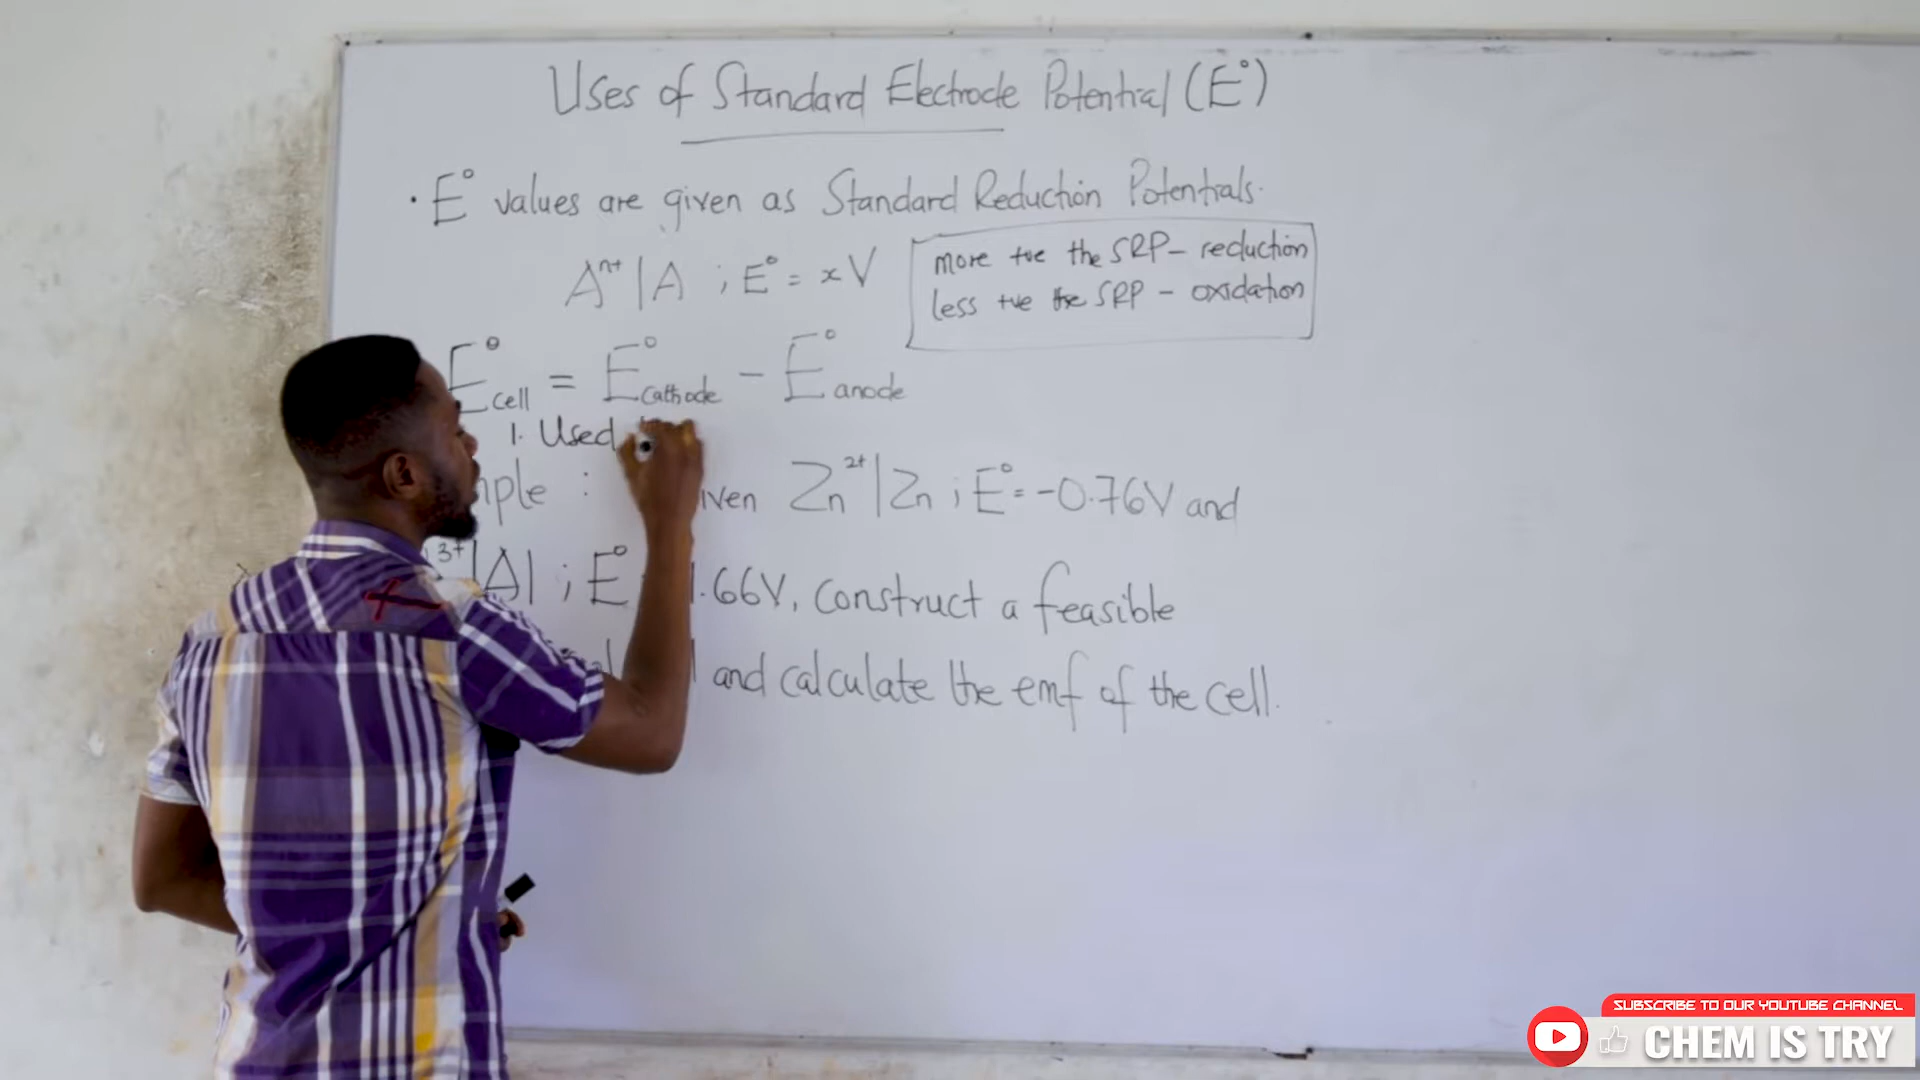 Uses of Standard Electrode Potential (E°)
· E° values are given as Standard Reduction Potentials.
Aⁿ⁺ | A ; E° = x V
more +ve the SRP – reduction
less +ve the SRP – oxidation
E°cell = E°cathode – E°anode
1. Used
Zn²⁺ | Zn ; E° = -0.76V and
3+ | Al ; E° 1.66V, construct a feasible
and calculate the emf of the cell.
SUBSCRIBE TO OUR YOUTUBE CHANNEL
CHEM IS TRY